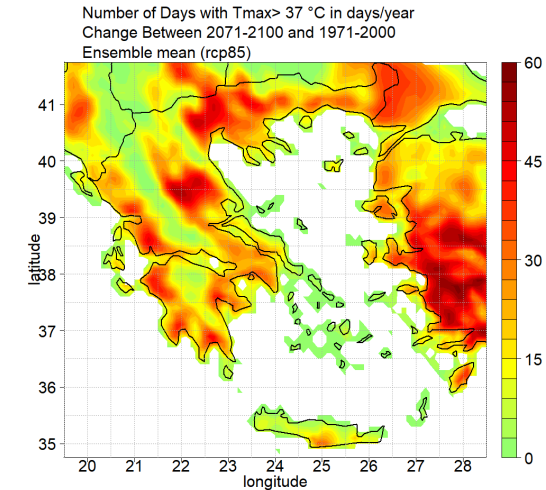 Number of Days with Tmax> 37 °C in days/year
Change Between 2071-2100 and 1971-2000
Ensemble mean (rcp85)
60
45
30
15
0
41
40
39
38
37
36
35
latitude
20 21 22 23 24 25 26 27 28
longitude